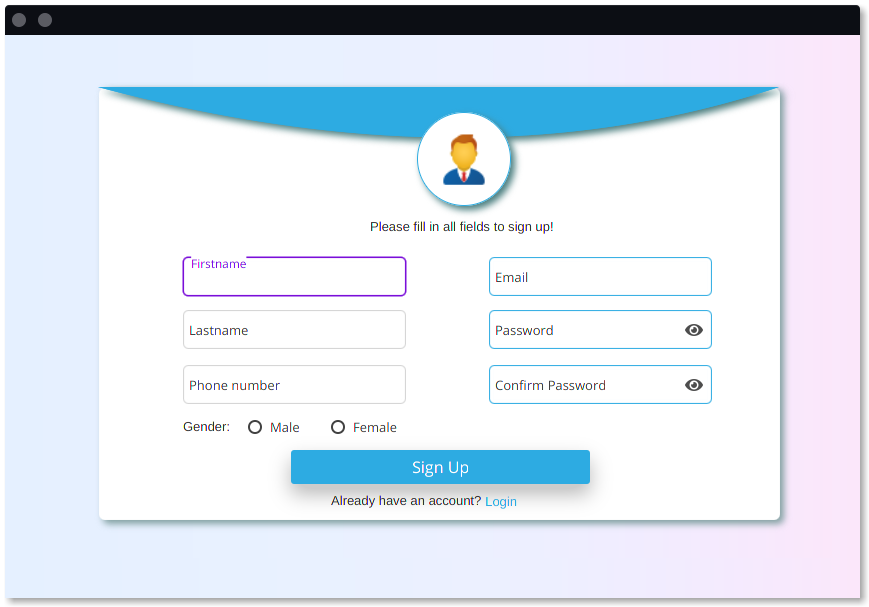 Please fill in all fields to sign up!
Firstname
Email
Lastname
Password
Phone number
Confirm Password
Gender: Male Female
Sign Up
Already have an account? Login